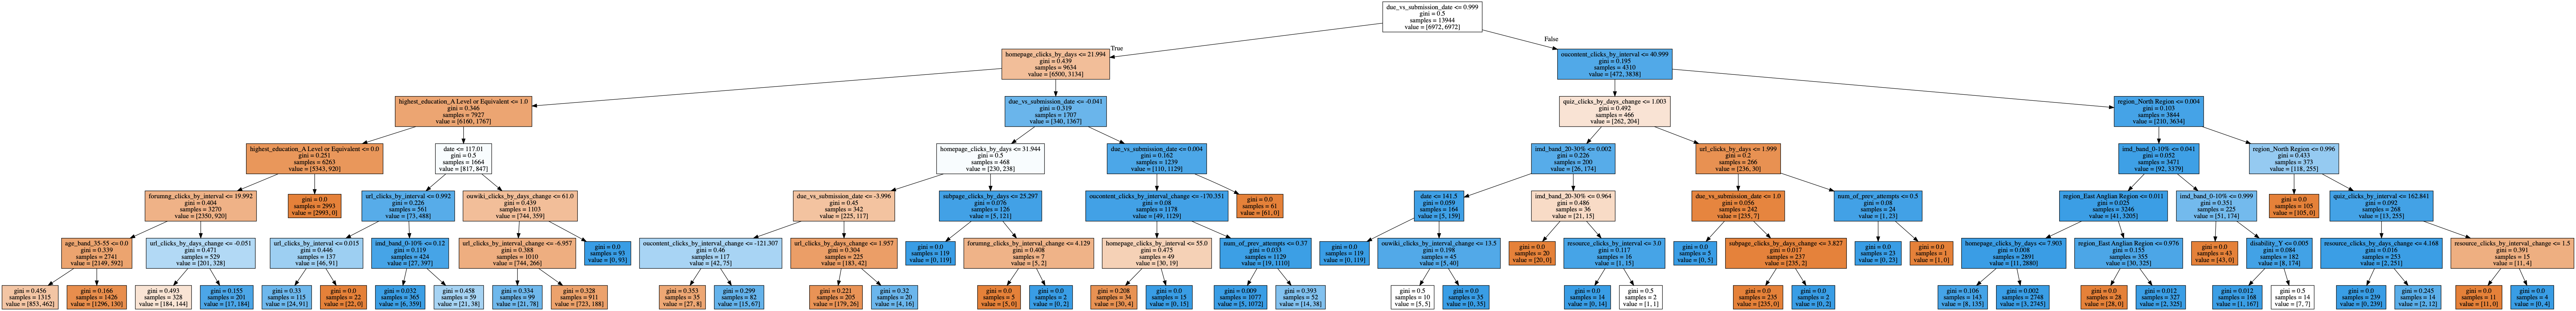 due_vs_submission_date <= 0.999
gini = 0.5
samples = 13944
value = [6972, 6972]
True
False
homepage_clicks_by_days <= 21.994
gini = 0.439
samples = 9634
value = [6500, 3134]
oucontent_clicks_by_interval <= 40.999
gini = 0.195
samples = 4310
value = [472, 3838]
highest_education_A Level or Equivalent <= 1.0
gini = 0.346
samples = 7927
value = [6160, 1767]
due_vs_submission_date <= -0.041
gini = 0.319
samples = 1707
value = [340, 1367]
quiz_clicks_by_days_change <= 1.003
gini = 0.492
samples = 466
value = [262, 204]
region_North Region <= 0.004
gini = 0.103
samples = 3844
value = [210, 3634]
highest_education_A Level or Equivalent <= 0.0
gini = 0.251
samples = 6263
value = [5343, 920]
date <= 117.01
gini = 0.5
samples = 1664
value = [817, 847]
homepage_clicks_by_days <= 31.944
gini = 0.5
samples = 468
value = [230, 238]
due_vs_submission_date <= 0.004
gini = 0.162
samples = 1239
value = [110, 1129]
imd_band_20-30% <= 0.002
gini = 0.226
samples = 200
value = [26, 174]
url_clicks_by_days <= 1.999
gini = 0.2
samples = 266
value = [236, 30]
imd_band_0-10% <= 0.041
gini = 0.052
samples = 3471
value = [92, 3379]
region_North Region <= 0.996
gini = 0.433
samples = 373
value = [118, 255]
forumng_clicks_by_interval <= 19.992
gini = 0.404
samples = 3270
value = [2350, 920]
gini = 0.0
samples = 2993
value = [2993, 0]
url_clicks_by_interval <= 0.992
gini = 0.226
samples = 561
value = [73, 488]
ouwiki_clicks_by_days_change <= 61.0
gini = 0.439
samples = 1103
value = [744, 359]
due_vs_submission_date <= -3.996
gini = 0.45
samples = 342
value = [225, 117]
subpage_clicks_by_days <= 25.297
gini = 0.076
samples = 126
value = [5, 121]
oucontent_clicks_by_interval_change <= -170.351
gini = 0.08
samples = 1178
value = [49, 1129]
gini = 0.0
samples = 61
value = [61, 0]
date <= 141.5
gini = 0.059
samples = 164
value = [5, 159]
imd_band_20-30% <= 0.964
gini = 0.486
samples = 36
value = [21, 15]
due_vs_submission_date <= 1.0
gini = 0.056
samples = 242
value = [235, 7]
num_of_prev_attempts <= 0.5
gini = 0.08
samples = 24
value = [1, 23]
region_East Anglian Region <= 0.011
gini = 0.025
samples = 3246
value = [41, 3205]
imd_band_0-10% <= 0.999
gini = 0.351
samples = 225
value = [51, 174]
gini = 0.0
samples = 105
value = [105, 0]
quiz_clicks_by_interval <= 162.841
gini = 0.092
samples = 268
value = [13, 255]
age_band_35-55 <= 0.0
gini = 0.339
samples = 2741
value = [2149, 592]
url_clicks_by_days_change <= -0.051
gini = 0.471
samples = 529
value = [201, 328]
url_clicks_by_interval <= 0.015
gini = 0.446
samples = 137
value = [46, 91]
imd_band_0-10% <= 0.12
gini = 0.119
samples = 424
value = [27, 397]
url_clicks_by_interval_change <= -6.957
gini = 0.388
samples = 1010
value = [744, 266]
gini = 0.0
samples = 93
value = [0, 93]
oucontent_clicks_by_interval_change <= -121.307
gini = 0.46
samples = 117
value = [42, 75]
url_clicks_by_days_change <= 1.957
gini = 0.304
samples = 225
value = [183, 42]
gini = 0.0
samples = 119
value = [0, 119]
forumng_clicks_by_interval_change <= 4.129
gini = 0.408
samples = 7
value = [5, 2]
homepage_clicks_by_interval <= 55.0
gini = 0.475
samples = 49
value = [30, 19]
num_of_prev_attempts <= 0.37
gini = 0.033
samples = 1129
value = [19, 1110]
gini = 0.0
samples = 119
value = [0, 119]
ouwiki_clicks_by_interval_change <= 13.5
gini = 0.198
samples = 45
value = [5, 40]
gini = 0.0
samples = 20
value = [20, 0]
resource_clicks_by_interval <= 3.0
gini = 0.117
samples = 16
value = [1, 15]
gini = 0.0
samples = 5
value = [0, 5]
subpage_clicks_by_days_change <= 3.827
gini = 0.017
samples = 237
value = [235, 2]
gini = 0.0
samples = 23
value = [0, 23]
gini = 0.0
samples = 1
value = [1, 0]
homepage_clicks_by_days <= 7.903
gini = 0.008
samples = 2891
value = [11, 2880]
region_East Anglian Region <= 0.976
gini = 0.155
samples = 355
value = [30, 325]
gini = 0.0
samples = 43
value = [43, 0]
disability_Y <= 0.005
gini = 0.084
samples = 182
value = [8, 174]
resource_clicks_by_days_change <= 4.168
gini = 0.016
samples = 253
value = [2, 251]
resource_clicks_by_interval_change <= 1.5
gini = 0.391
samples = 15
value = [11, 4]
gini = 0.456
samples = 1315
value = [853, 462]
gini = 0.166
samples = 1426
value = [1296, 130]
gini = 0.493
samples = 328
value = [184, 144]
gini = 0.155
samples = 201
value = [17, 184]
gini = 0.33
samples = 115
value = [24, 91]
gini = 0.0
samples = 22
value = [22, 0]
gini = 0.032
samples = 365
value = [6, 359]
gini = 0.458
samples = 59
value = [21, 38]
gini = 0.334
samples = 99
value = [21, 78]
gini = 0.328
samples = 911
value = [723, 188]
gini = 0.353
samples = 35
value = [27, 8]
gini = 0.299
samples = 82
value = [15, 67]
gini = 0.221
samples = 205
value = [179, 26]
gini = 0.32
samples = 20
value = [4, 16]
gini = 0.0
samples = 5
value = [5, 0]
gini = 0.0
samples = 2
value = [0, 2]
gini = 0.208
samples = 34
value = [30, 4]
gini = 0.0
samples = 15
value = [0, 15]
gini = 0.009
samples = 1077
value = [5, 1072]
gini = 0.393
samples = 52
value = [14, 38]
gini = 0.5
samples = 10
value = [5, 5]
gini = 0.0
samples = 35
value = [0, 35]
gini = 0.0
samples = 14
value = [0, 14]
gini = 0.5
samples = 2
value = [1, 1]
gini = 0.0
samples = 235
value = [235, 0]
gini = 0.0
samples = 2
value = [0, 2]
gini = 0.106
samples = 143
value = [8, 135]
gini = 0.002
samples = 2748
value = [3, 2745]
gini = 0.0
samples = 28
value = [28, 0]
gini = 0.012
samples = 327
value = [2, 325]
gini = 0.012
samples = 168
value = [1, 167]
gini = 0.5
samples = 14
value = [7, 7]
gini = 0.0
samples = 239
value = [0, 239]
gini = 0.245
samples = 14
value = [2, 12]
gini = 0.0
samples = 11
value = [11, 0]
gini = 0.0
samples = 4
value = [0, 4]